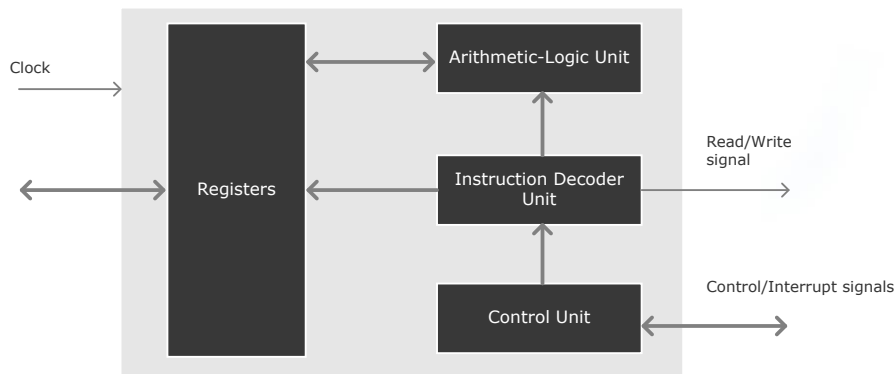 Arithmetic-Logic Unit
Clock
Read/Write
signal
Registers
Instruction Decoder
Unit
Control/Interrupt signals
Control Unit